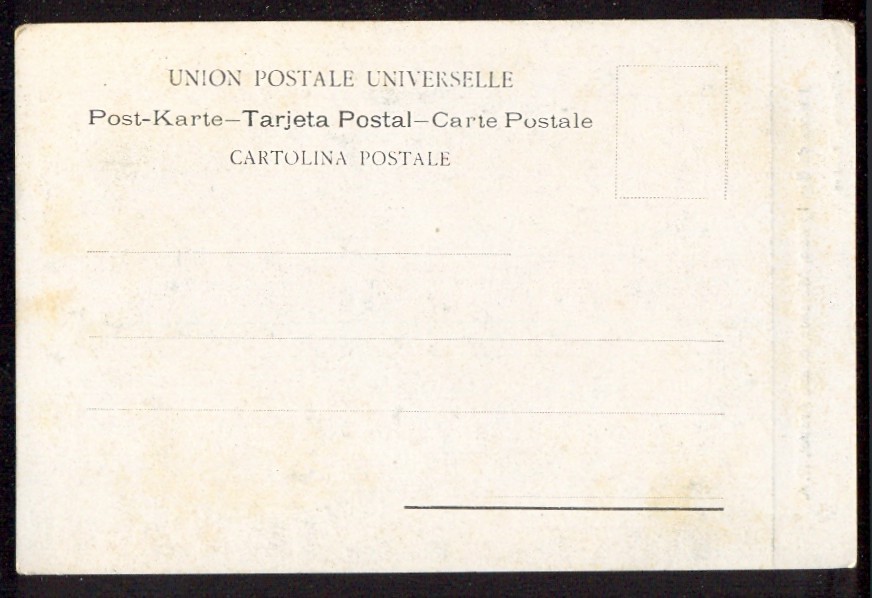 UNION POSTALE UNIVERSELLE
Post-Karte—Tarjeta Postal—Carte Postale
CARTOLINA POSTALE